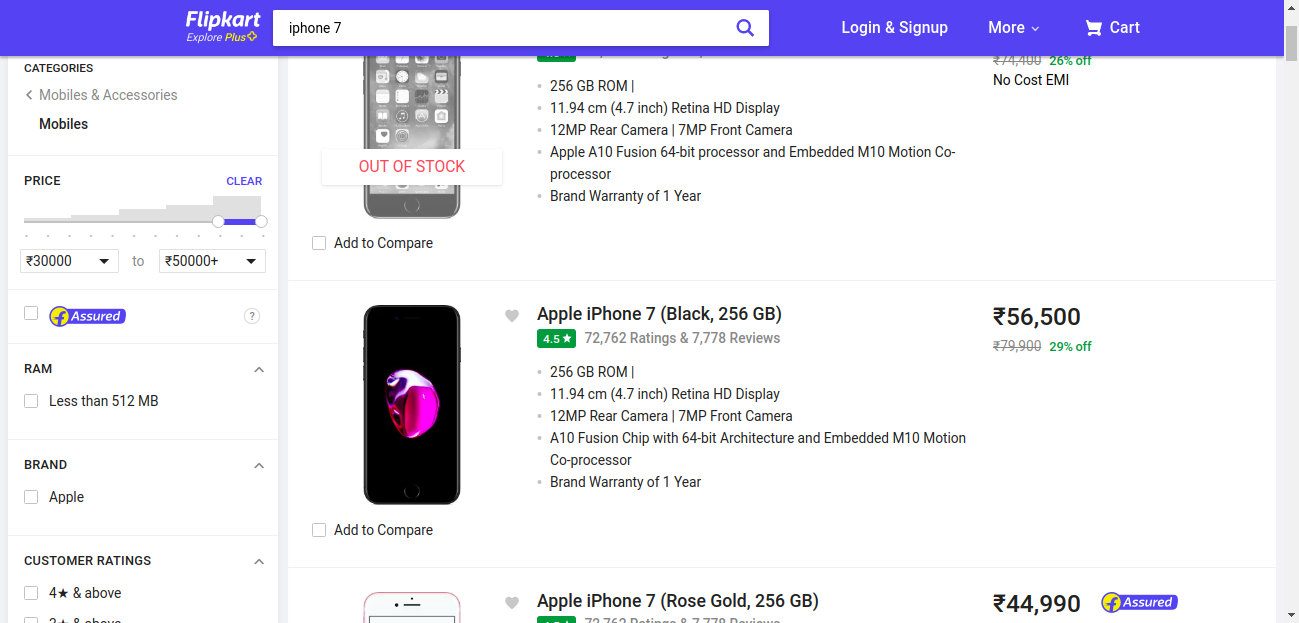 Flipkart
Explore Plus
iphone 7
Login & Signup
More
Cart
CATEGORIES
Mobiles & Accessories
Mobiles
PRICE
CLEAR
₹30000
to
₹50000+
Assured
?
RAM
Less than 512 MB
BRAND
Apple
CUSTOMER RATINGS
4★ & above
₹74,400 26% off
No Cost EMI
256 GB ROM |
11.94 cm (4.7 inch) Retina HD Display
12MP Rear Camera | 7MP Front Camera
Apple A10 Fusion 64-bit processor and Embedded M10 Motion Co-
processor
Brand Warranty of 1 Year
OUT OF STOCK
Add to Compare
Apple iPhone 7 (Black, 256 GB)
4.5★ 72,762 Ratings & 7,778 Reviews
256 GB ROM |
11.94 cm (4.7 inch) Retina HD Display
12MP Rear Camera | 7MP Front Camera
A10 Fusion Chip with 64-bit Architecture and Embedded M10 Motion
Co-processor
Brand Warranty of 1 Year
₹56,500
₹79,900 29% off
Add to Compare
Apple iPhone 7 (Rose Gold, 256 GB)
₹44,990
Assured